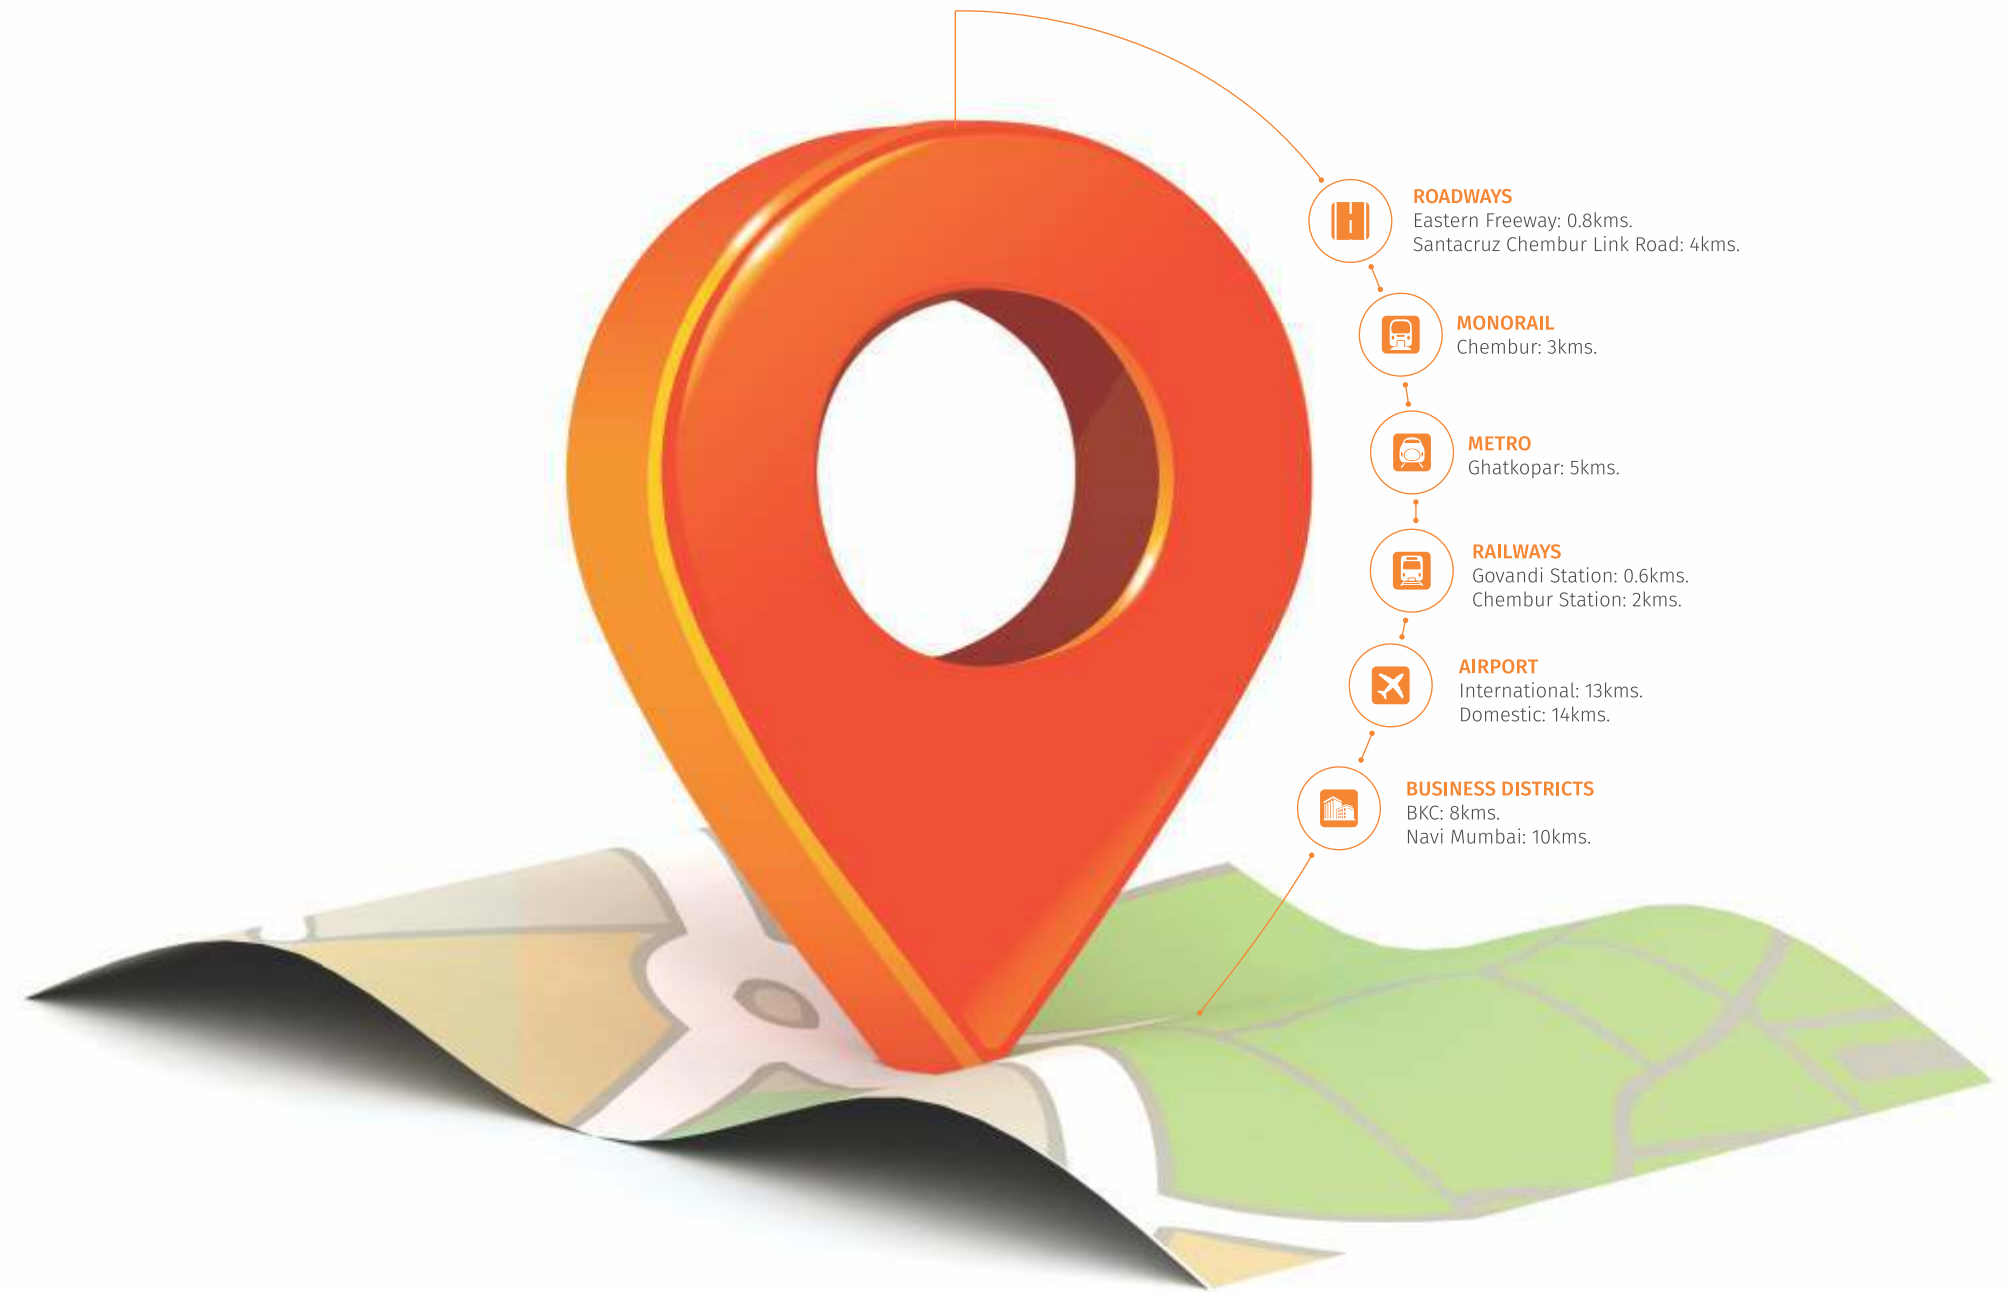 ROADWAYS
Eastern Freeway: 0.8kms.
Santacruz Chembur Link Road: 4kms.
MONORAIL
Chembur: 3kms.
METRO
Ghatkopar: 5kms.
RAILWAYS
Govandi Station: 0.6kms.
Chembur Station: 2kms.
AIRPORT
International: 13kms.
Domestic: 14kms.
BUSINESS DISTRICTS
BKC: 8kms.
Navi Mumbai: 10kms.